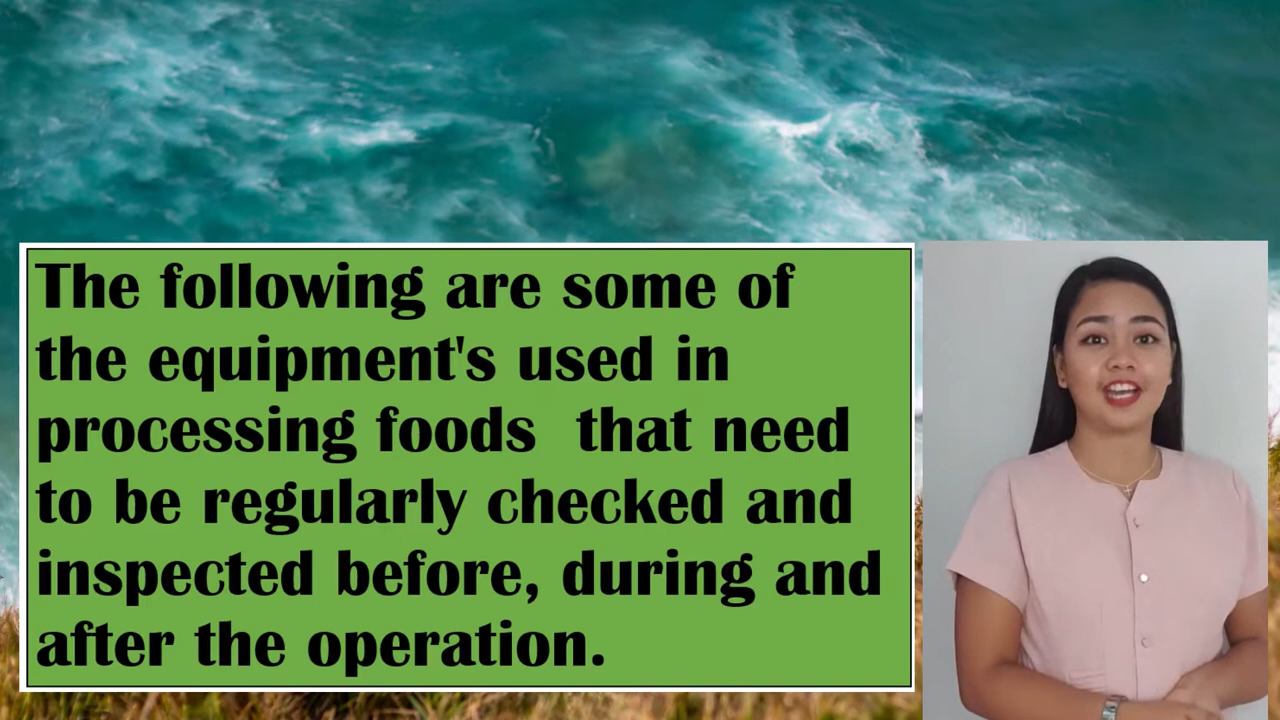 The following are some of
the equipment's used in
processing foods  that need
to be regularly checked and
inspected before, during and
after the operation.